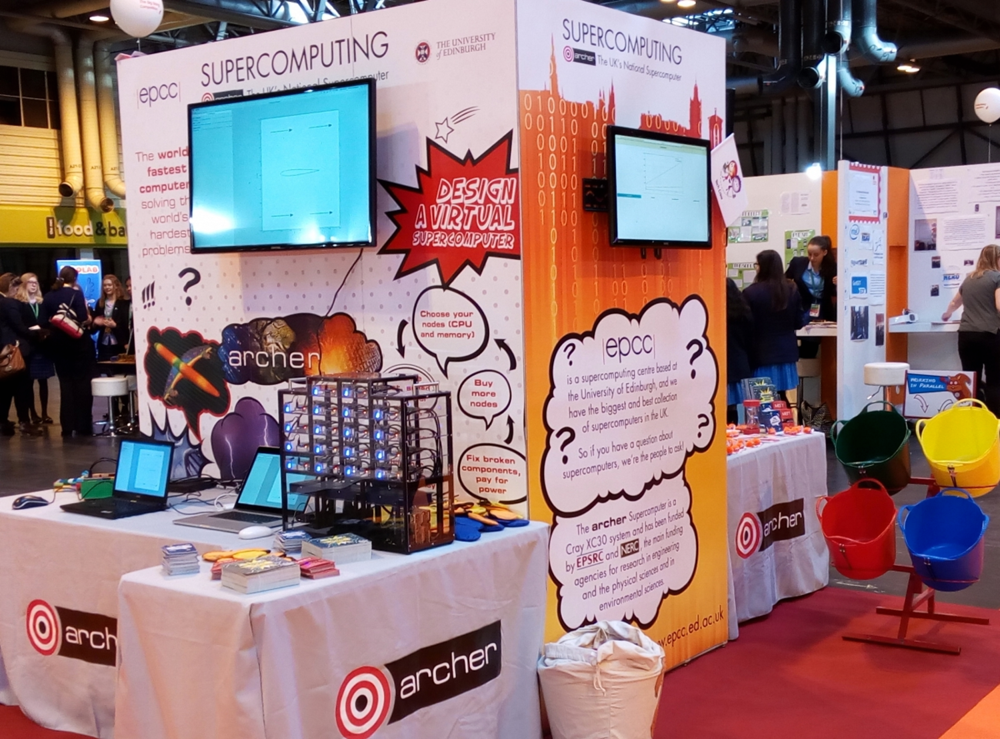 SUPERCOMPUTING
THE UNIVERSITY
of EDINBURGH
|epcc|
The UK's National Supercomputer
The world
fastest
computer
solving th
world's
hardest
problems
!!!
?
DESIGN
A VIRTUAL
SUPERCOMPUTER
Choose your
nodes (CPU
and memory)
Buy
more
nodes
Fix broken
components,
pay for
power
archer
food & ba
SUPERCOMPUTING
archer The UK's National Supercomputer
|epcc|
is a supercomputing centre based at
the University of Edinburgh, and we
have the biggest and best collection
of supercomputers in the UK.
So if you have a question about
supercomputers, we're the people to ask!
The archer Supercomputer is a
Cray XC30 system and has been funded
by EPSRC and NERC, the main funding
agencies for research in engineering
and the physical sciences and in
environmental sciences.
.epcc.ed.ac.uk
arch
archer
archer
WORKING
IN PARALLEL
intel